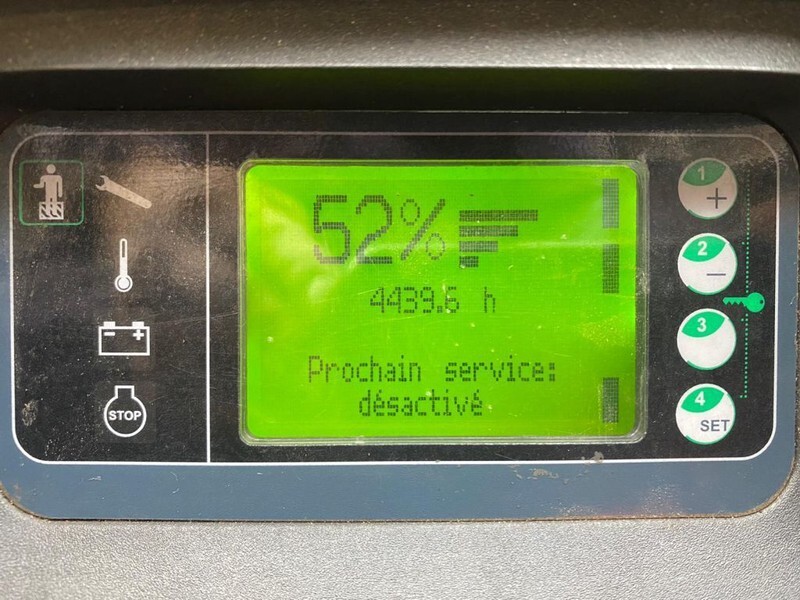 52%
4439.6 h
Prochain service:
désactivé
STOP
1
+
2
−
3
4
SET